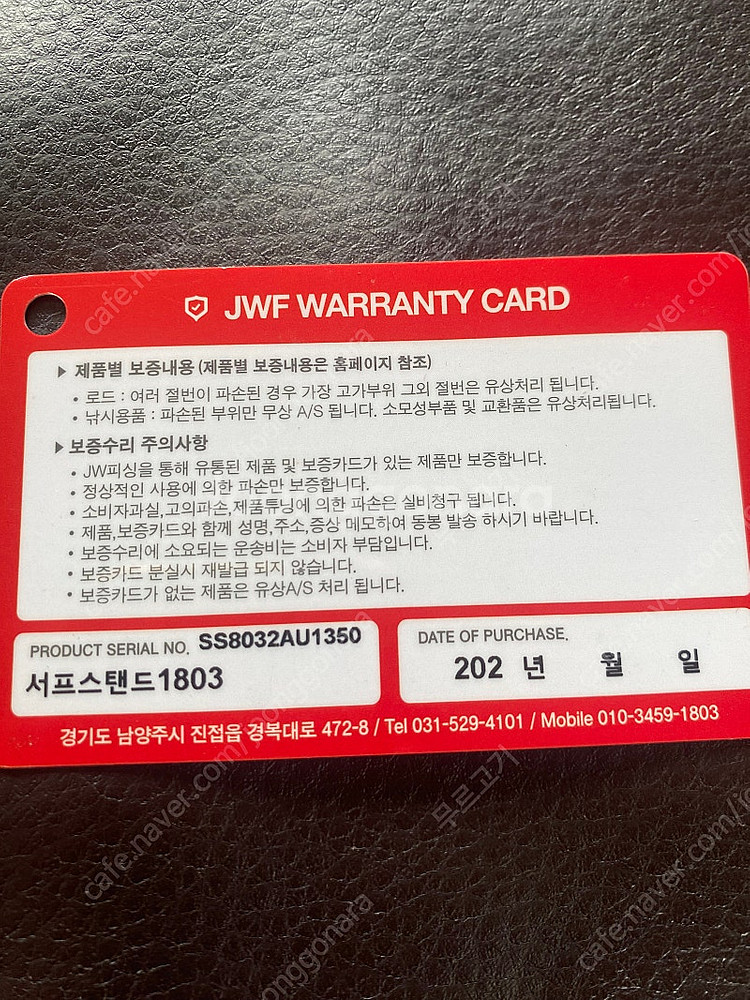 JWF WARRANTY CARD
▶ 제품별 보증내용 (제품별 보증내용은 홈페이지 참조)
• 로드 : 여러 절번이 파손된 경우 가장 고가부위 그외 절번은 유상처리 됩니다.
• 낚시용품 : 파손된 부위만 무상 A/S 됩니다. 소모성부품 및 교환품은 유상처리됩니다.
▶ 보증수리 주의사항
• JW피싱을 통해 유통된 제품 및 보증카드가 있는 제품만 보증합니다.
• 정상적인 사용에 의한 파손만 보증합니다.
• 소비자과실,고의파손,제품튜닝에 의한 파손은 실비청구 됩니다.
• 제품,보증카드와 함께 성명,주소,증상 메모하여 동봉 발송 하시기 바랍니다.
• 보증수리에 소요되는 운송비는 소비자 부담입니다.
• 보증카드 분실시 재발급 되지 않습니다.
• 보증카드가 없는 제품은 유상A/S 처리 됩니다.
PRODUCT SERIAL NO. SS8032AU1350
서프스탠드1803
DATE OF PURCHASE.
202 년 월 일
경기도 남양주시 진접읍 경복대로 472-8 / Tel 031-529-4101 / Mobile 010-3459-1803
cafe.naver.com/joonggonara
무르고기